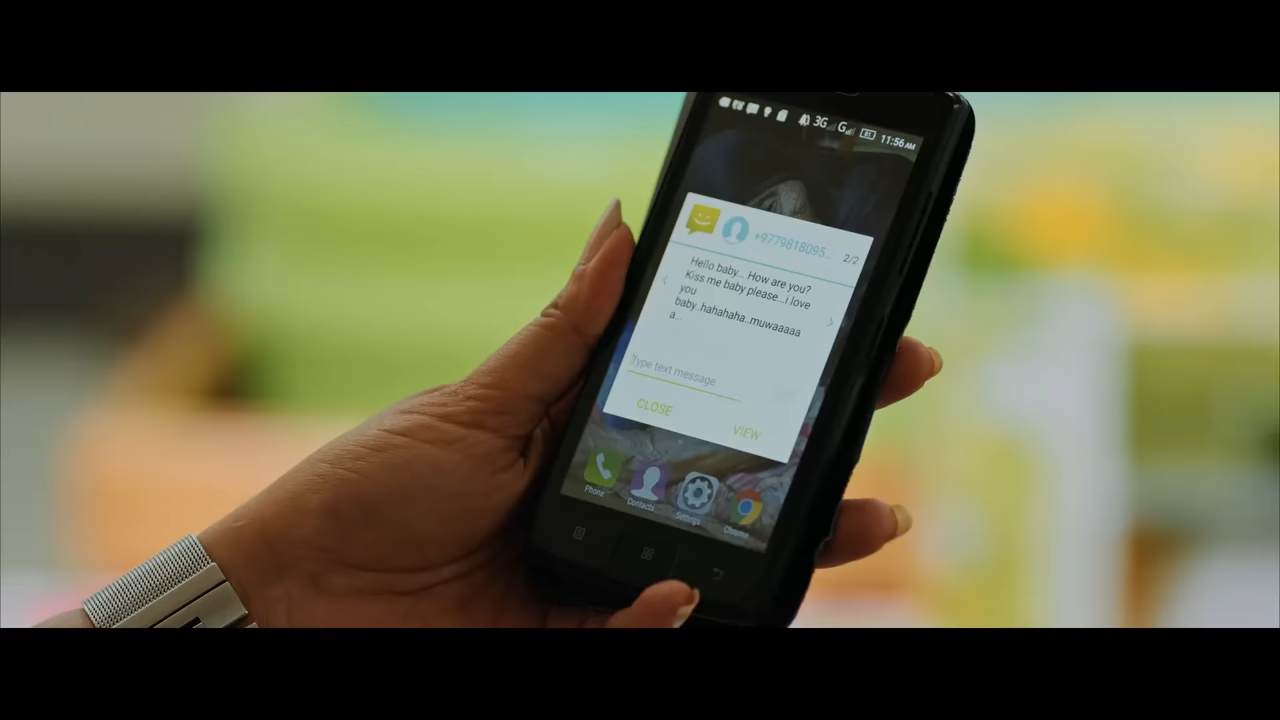 3G G 81 11:56 AM
+9779818095... 2/2
Hello baby... How are you?
Kiss me baby please...i love
you
baby..hahahaha..muwaaaaa
a...
Type text message
CLOSE
VIEW
Phone Contacts Settings Chrome